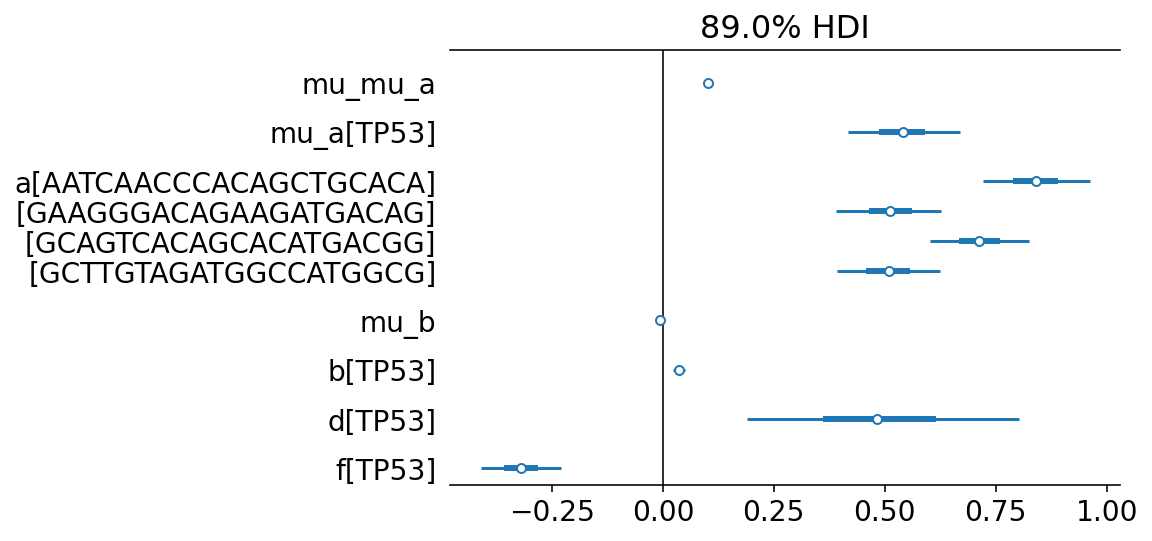 89.0% HDI
mu_mu_a
mu_a[TP53]
a[AATCAACCCACAGCTGCACA]
[GAAGGGACAGAAGATGACAG]
[GCAGTCACAGCACATGACGG]
[GCTTGTAGATGGCCATGGCG]
mu_b
b[TP53]
d[TP53]
f[TP53]
−0.25 0.00 0.25 0.50 0.75 1.00